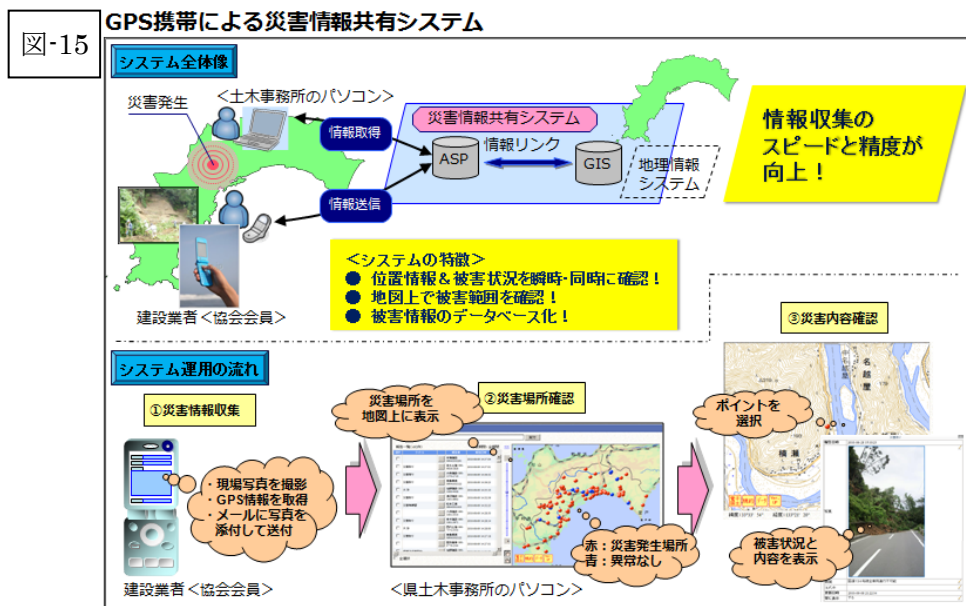 図-15
GPS携帯による災害情報共有システム
システム全体像
災害発生
<土木事務所のパソコン>
情報取得
災害情報共有システム
情報リンク
ASP
GIS
地理情報
システム
情報送信
情報収集の
スピードと精度が
向上！
<システムの特徴>
● 位置情報＆被害状況を瞬時・同時に確認！
● 地図上で被害範囲を確認！
● 被害情報のデータベース化！
建設業者<協会会員>
システム運用の流れ
①災害情報収集
・現場写真を撮影
・GPS情報を取得
・メールに写真を
添付して送付
建設業者<協会会員>
災害場所を
地図上に表示
②災害場所確認
赤：災害発生場所
青：異常なし
<県土木事務所のパソコン>
③災害内容確認
ポイントを
選択
名越屋
横瀬
被害状況と
内容を表示